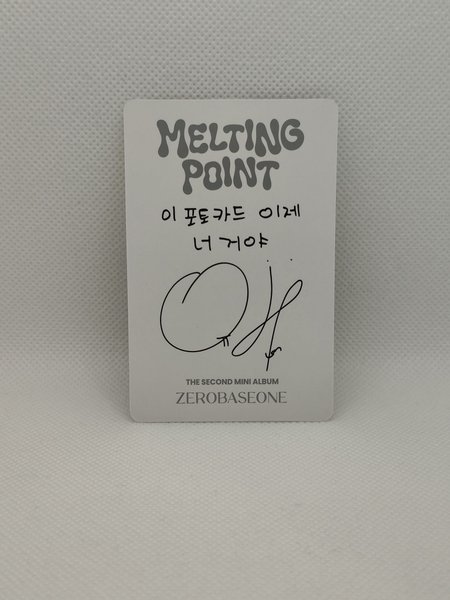 MELTING
POINT
이 포토카드 이제
너 거야
THE SECOND MINI ALBUM
ZEROBASEONE